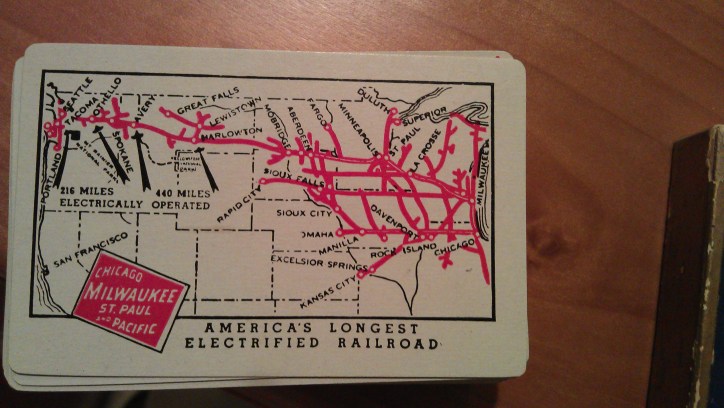 SEATTLE
TACOMA
OTHELLO
AVERY
GREAT FALLS
LEWISTOWN
HARLOWTON
MOBRIDGE
ABERDEEN
FARGO
MINNEAPOLIS
ST. PAUL
DULUTH
SUPERIOR
LA CROSSE
MILWAUKEE
PORTLAND
SPOKANE
216 MILES
ELECTRICALLY
440 MILES
OPERATED
RAPID CITY
SIOUX FALLS
SIOUX CITY
OMAHA
MANILLA
DAVENPORT
ROCK ISLAND
CHICAGO
EXCELSIOR SPRINGS
KANSAS CITY
SAN FRANCISCO
CHICAGO
MILWAUKEE
ST. PAUL
AND PACIFIC
AMERICA'S LONGEST
ELECTRIFIED RAILROAD